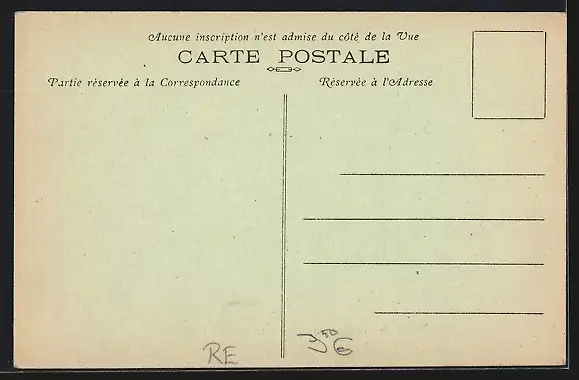 Aucune inscription n'est admise du côté de la Vue
CARTE POSTALE
Partie réservée à la Correspondance
Réservée à l'Adresse
RE